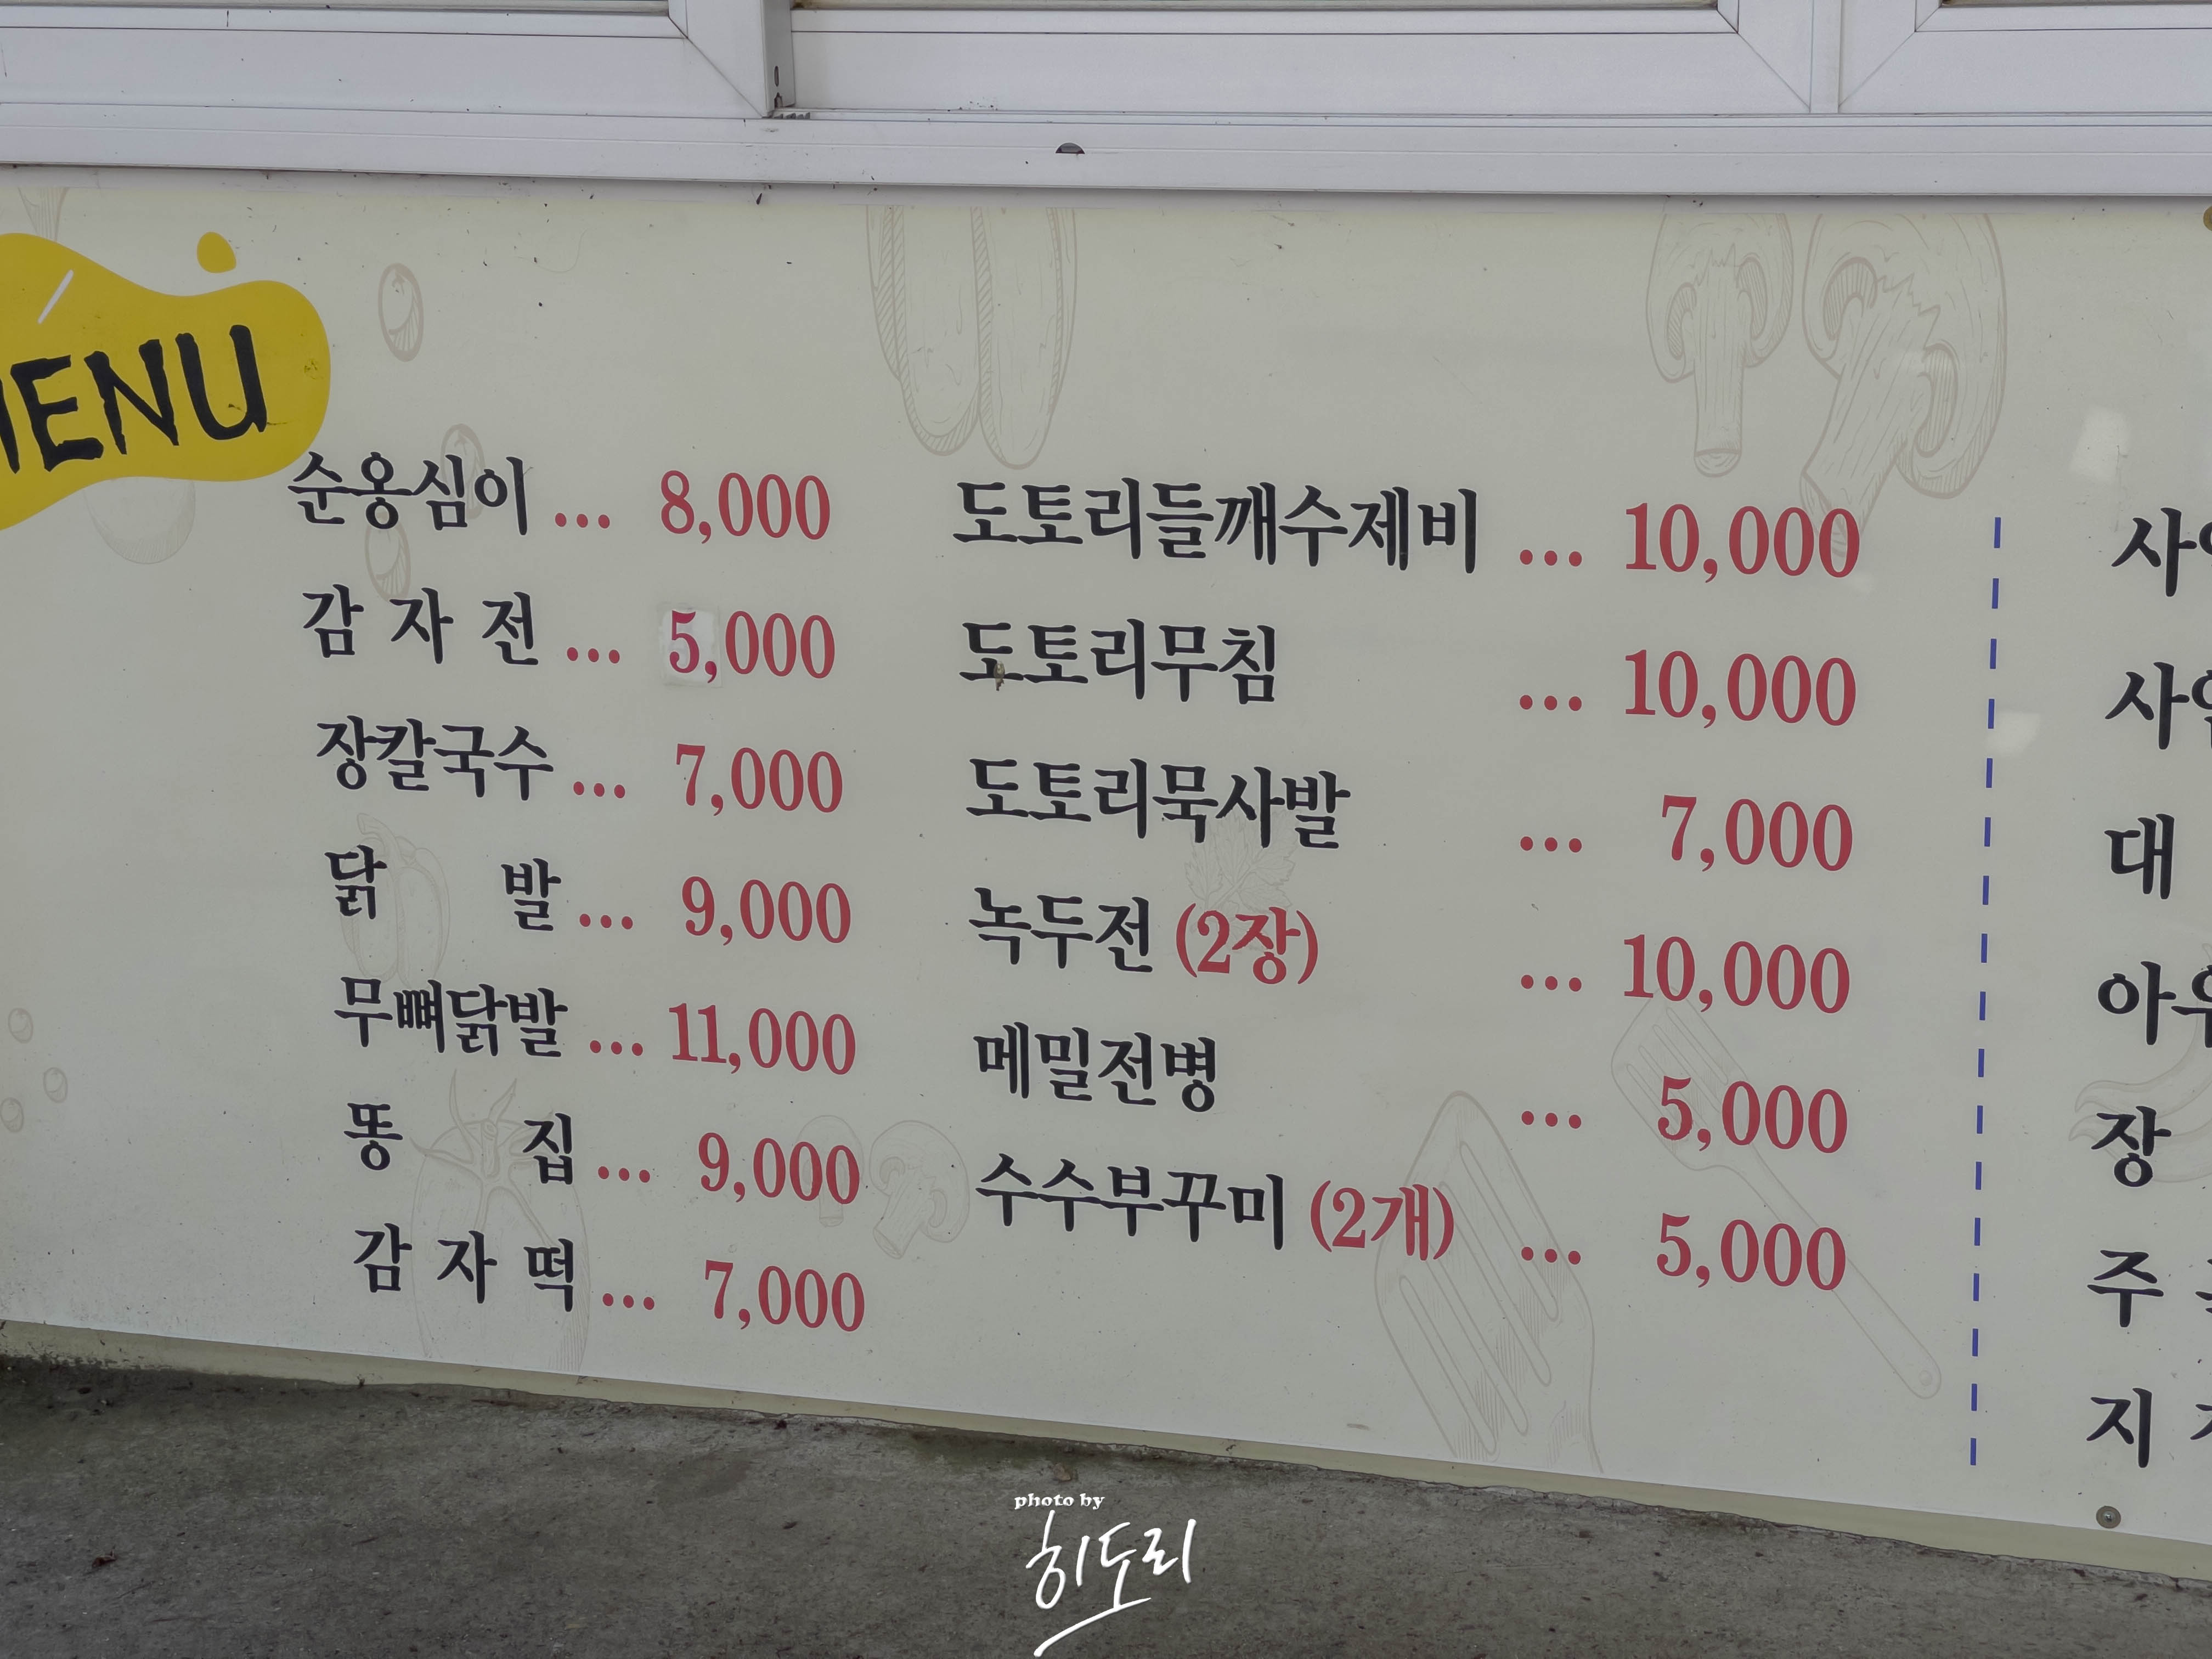 MENU
순옹심이 ... 8,000
감 자 전 ... 5,000
장칼국수 ... 7,000
닭 발 ... 9,000
무뼈닭발 ... 11,000
똥 집 ... 9,000
감 자 떡 ... 7,000
도토리들깨수제비 ... 10,000
도토리무침 ... 10,000
도토리묵사발 ... 7,000
녹두전 (2장) ... 10,000
메밀전병 ... 5,000
수수부꾸미 (2개) ... 5,000
사
사
대
아
장
주
지
photo by
히도리